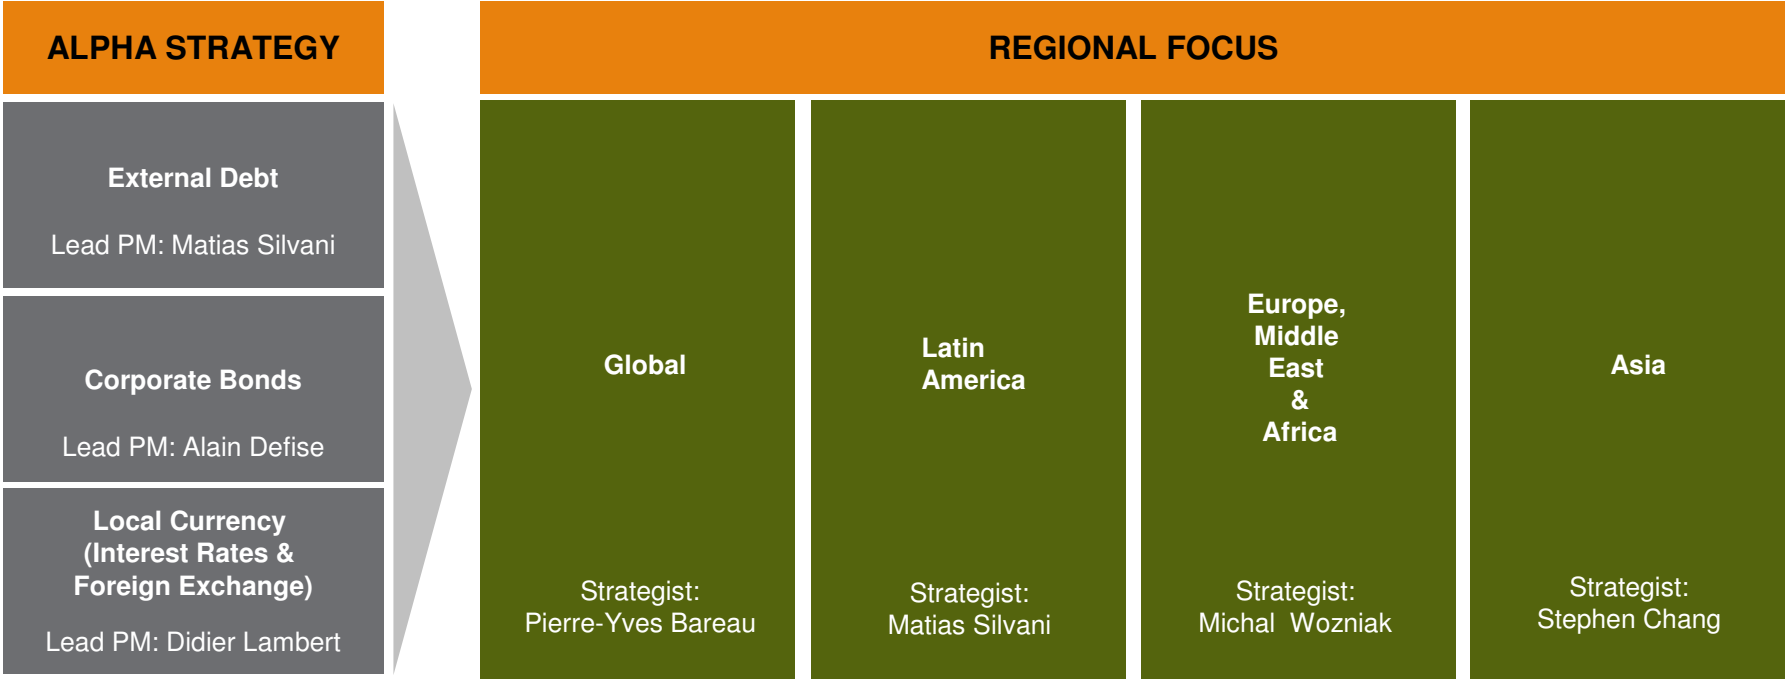 ALPHA STRATEGY
REGIONAL FOCUS
External Debt
Lead PM: Matias Silvani
Corporate Bonds
Lead PM: Alain Defise
Local Currency
(Interest Rates &
Foreign Exchange)
Lead PM: Didier Lambert
Global
Strategist:
Pierre-Yves Bareau
Latin
America
Strategist:
Matias Silvani
Europe,
Middle
East
&
Africa
Strategist:
Michal Wozniak
Asia
Strategist:
Stephen Chang